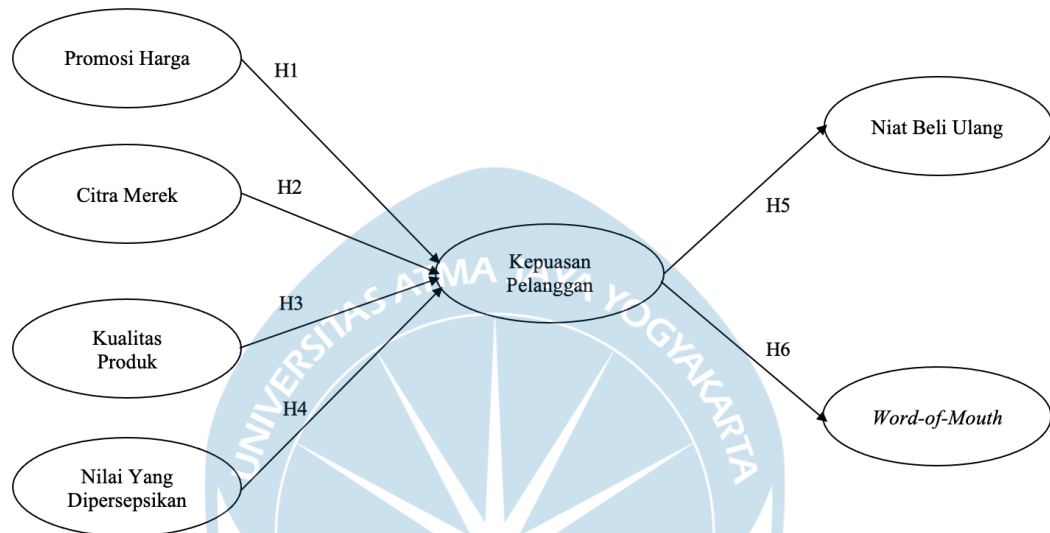 Promosi Harga
H1
Citra Merek
H2
Kualitas
Produk
H3
Nilai Yang
Dipersepsikan
H4
Kepuasan
Pelanggan
H5
Niat Beli Ulang
H6
Word-of-Mouth
UNIVERSITAS ATMA JAYA YOGYAKARTA